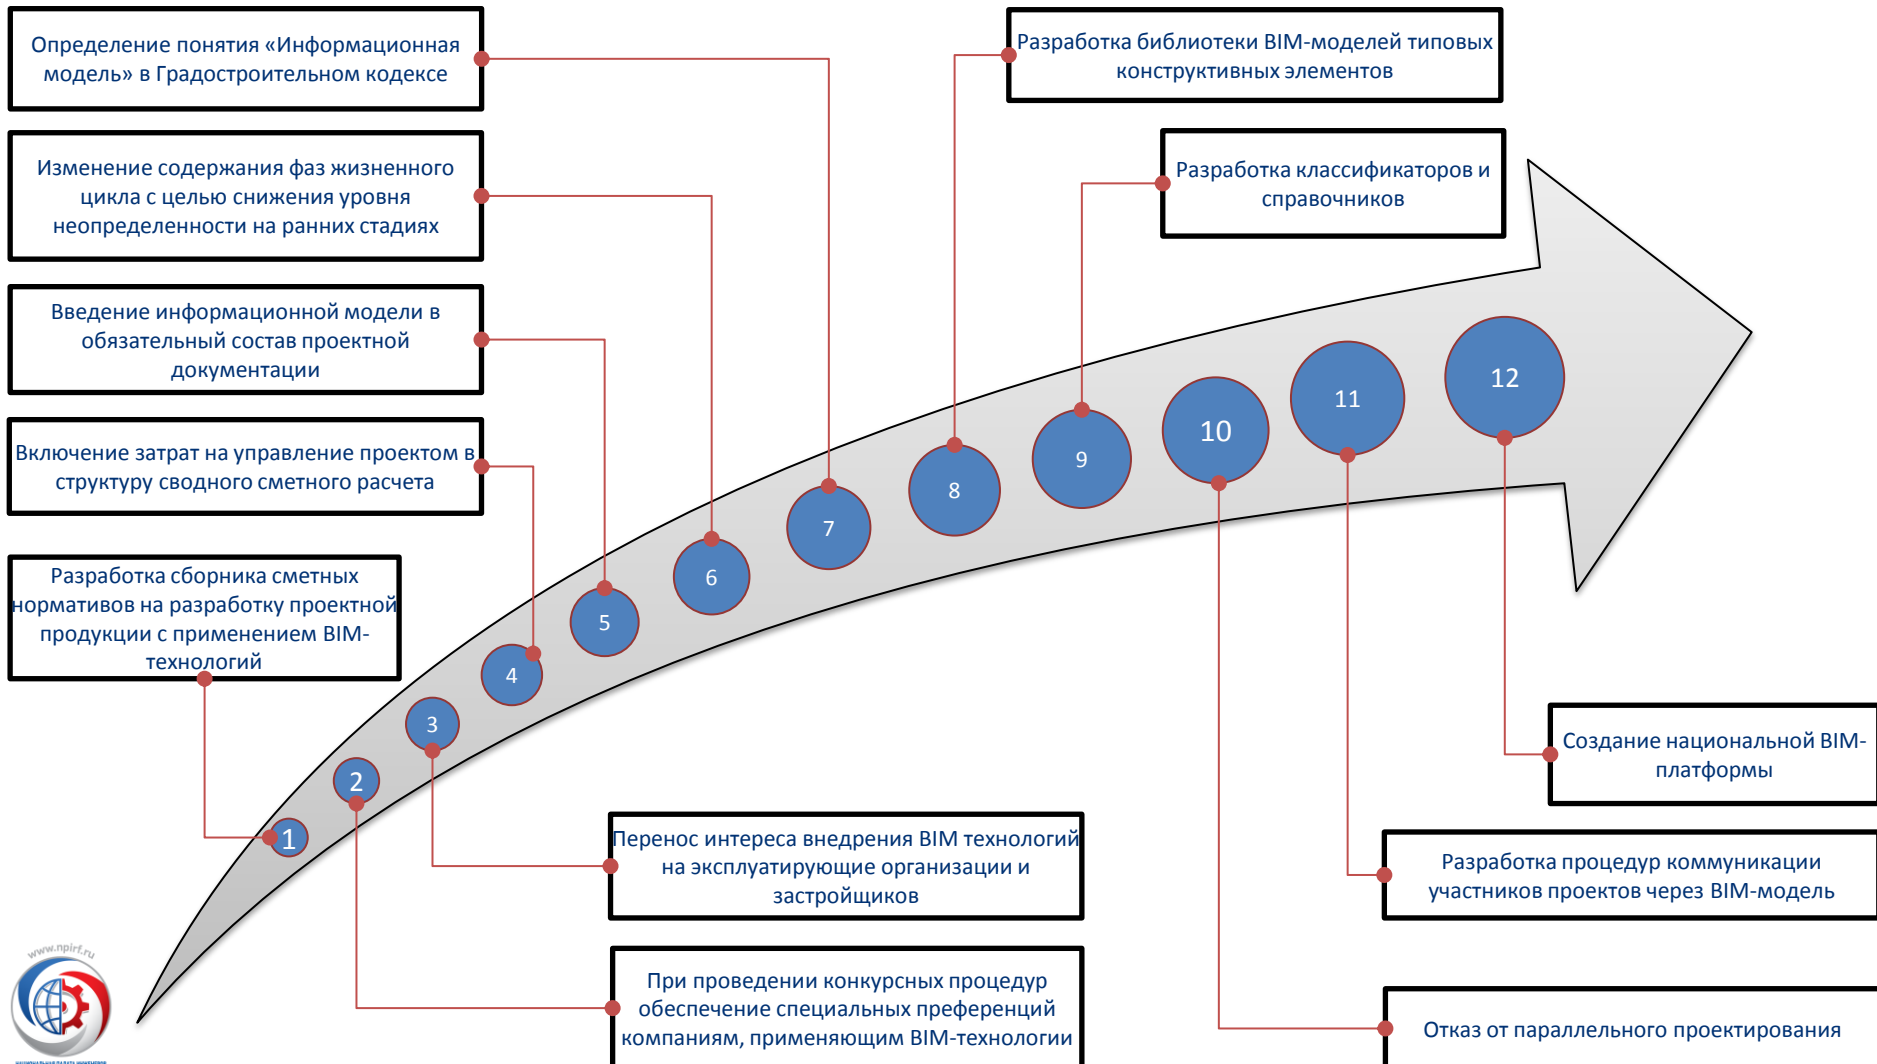 Определение понятия «Информационная
модель» в Градостроительном кодексе
Изменение содержания фаз жизненного
цикла с целью снижения уровня
неопределенности на ранних стадиях
Введение информационной модели в
обязательный состав проектной
документации
Включение затрат на управление проектом в
структуру сводного сметного расчета
Разработка сборника сметных
нормативов на разработку проектной
продукции с применением BIM-
технологий
Разработка библиотеки BIM-моделей типовых
конструктивных элементов
Разработка классификаторов и
справочников
1
2
3
4
5
6
7
8
9
10
11
12
Создание национальной BIM-
платформы
Разработка процедур коммуникации
участников проектов через BIM-модель
Отказ от параллельного проектирования
Перенос интереса внедрения BIM технологий
на эксплуатирующие организации и
застройщиков
При проведении конкурсных процедур
обеспечение специальных преференций
компаниям, применяющим BIM-технологии
www.npirf.ru
НАЦИОНАЛЬНАЯ ПАЛАТА ИНЖЕНЕРОВ